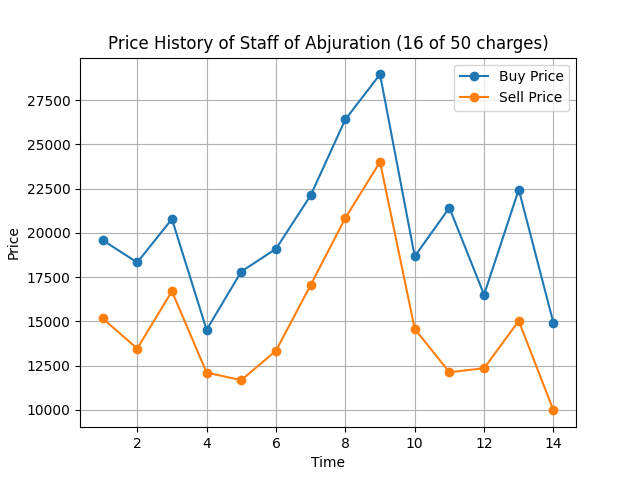 Price History of Staff of Abjuration (16 of 50 charges)
Buy Price
Sell Price
27500
25000
22500
20000
17500
15000
12500
10000
Price
2 4 6 8 10 12 14
Time